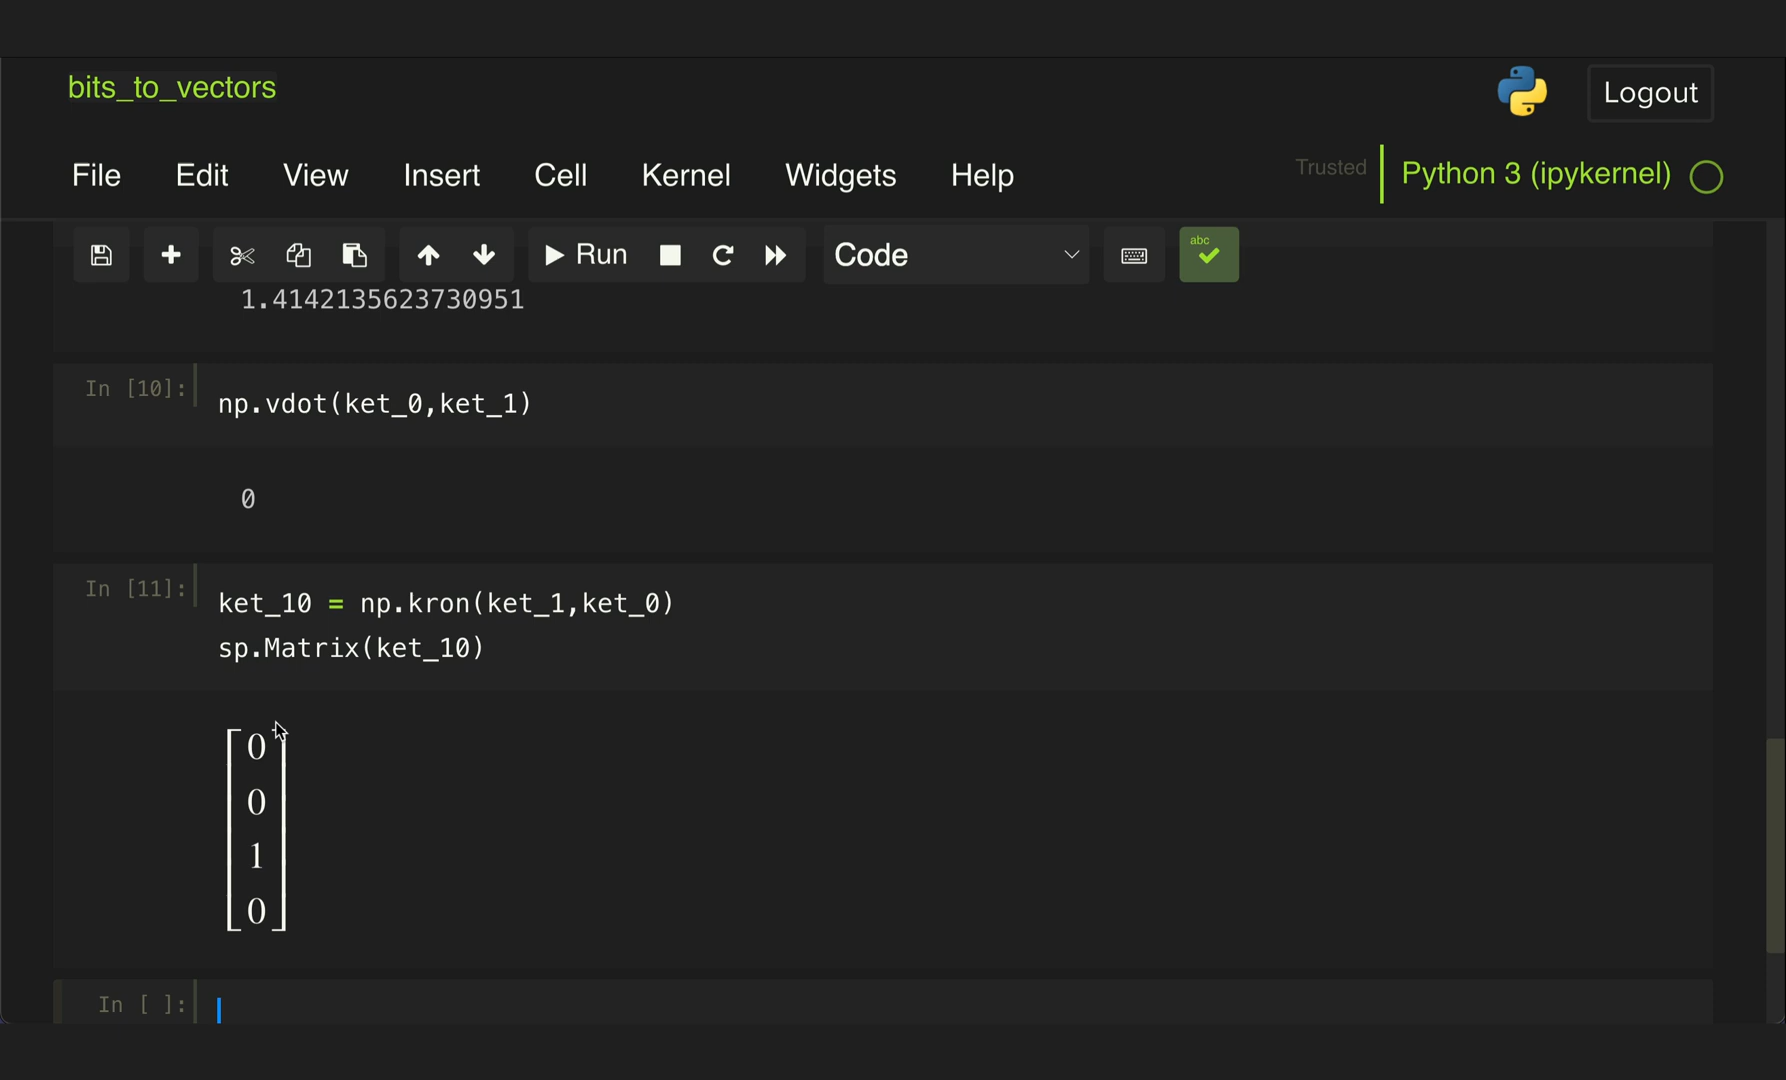 bits_to_vectors
Logout
File Edit View Insert Cell Kernel Widgets Help
Trusted
Python 3 (ipykernel)
Run
Code
abc
1.4142135623730951
In [10]:
np.vdot(ket_0,ket_1)
0
In [11]:
ket_10 = np.kron(ket_1,ket_0)
sp.Matrix(ket_10)
0
0
1
0
In [ ]: